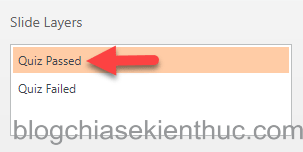 Slide Layers
Quiz Passed
Quiz Failed
blogchiasekienthuc.com